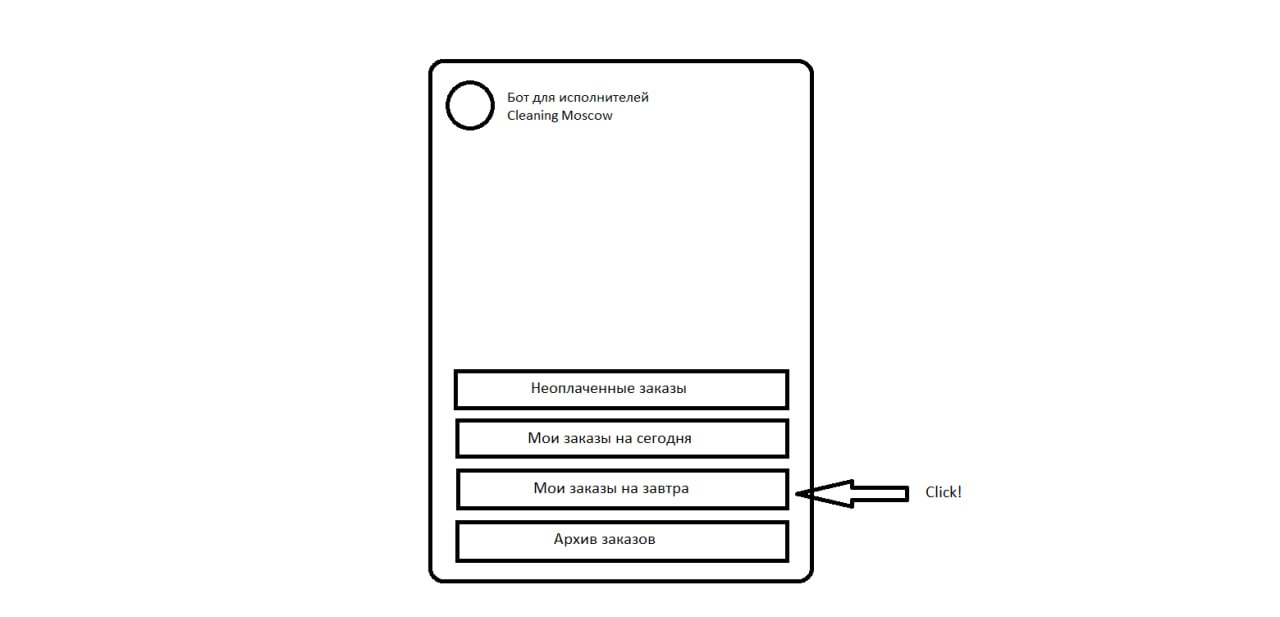 Бот для исполнителей
Cleaning Moscow
Неоплаченные заказы
Мои заказы на сегодня
Мои заказы на завтра
Click!
Архив заказов